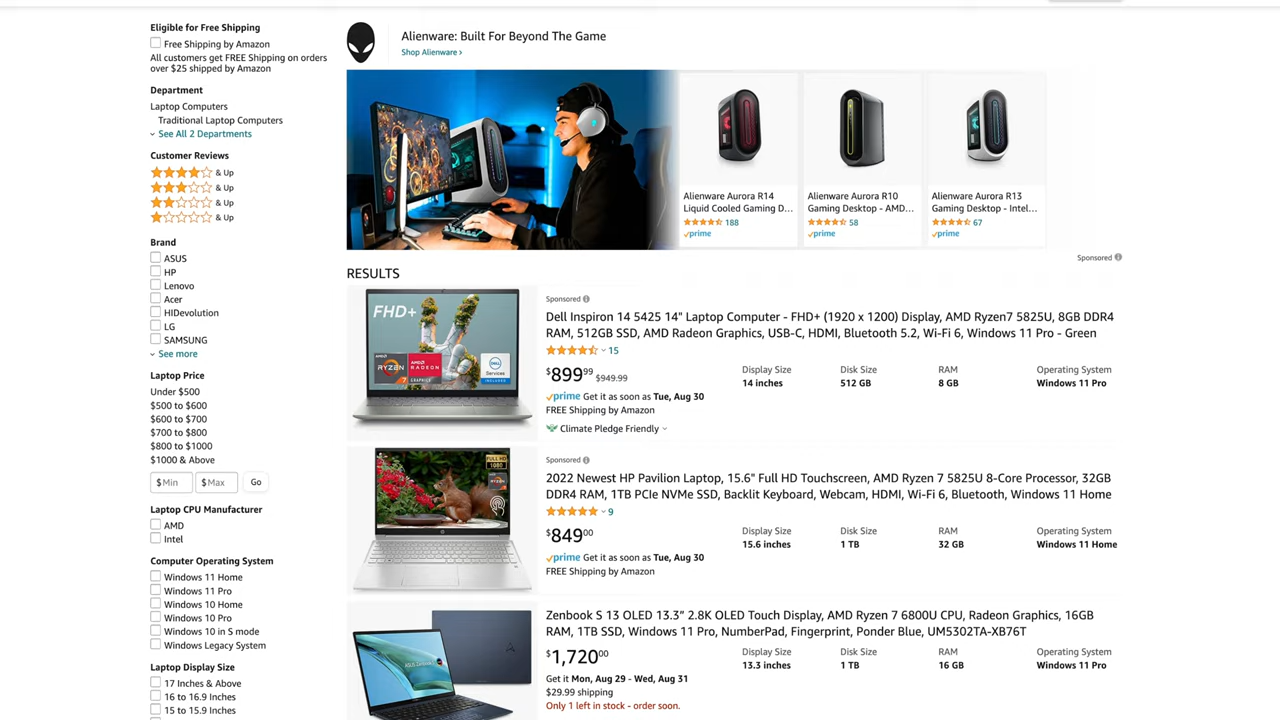 Eligible for Free Shipping
Free Shipping by Amazon
All customers get FREE Shipping on orders
over $25 shipped by Amazon
Department
Laptop Computers
Traditional Laptop Computers
See All 2 Departments
Customer Reviews
& Up
& Up
& Up
& Up
Brand
ASUS
HP
Lenovo
Acer
HIDevolution
LG
SAMSUNG
See more
Laptop Price
Under $500
$500 to $600
$600 to $700
$700 to $800
$800 to $1000
$1000 & Above
$ Min $ Max Go
Laptop CPU Manufacturer
AMD
Intel
Computer Operating System
Windows 11 Home
Windows 11 Pro
Windows 10 Home
Windows 10 Pro
Windows 10 in S mode
Windows Legacy System
Laptop Display Size
17 Inches & Above
16 to 16.9 Inches
15 to 15.9 Inches
Alienware: Built For Beyond The Game
Shop Alienware ›
Alienware Aurora R14
Liquid Cooled Gaming D...
188
prime
Alienware Aurora R10
Gaming Desktop - AMD...
58
prime
Alienware Aurora R13
Gaming Desktop - Intel...
67
prime
Sponsored
RESULTS
FHD+
AMD RYZEN 7
AMD RADEON GRAPHICS
DELL Services INCLUDED
Sponsored
Dell Inspiron 14 5425 14" Laptop Computer - FHD+ (1920 x 1200) Display, AMD Ryzen7 5825U, 8GB DDR4
RAM, 512GB SSD, AMD Radeon Graphics, USB-C, HDMI, Bluetooth 5.2, Wi-Fi 6, Windows 11 Pro - Green
15
$899.99 $949.99
prime Get it as soon as Tue, Aug 30
FREE Shipping by Amazon
Climate Pledge Friendly
Display Size Disk Size RAM Operating System
14 inches 512 GB 8 GB Windows 11 Pro
FULL HD
1080
RYZEN
Sponsored
2022 Newest HP Pavilion Laptop, 15.6" Full HD Touchscreen, AMD Ryzen 7 5825U 8-Core Processor, 32GB
DDR4 RAM, 1TB PCIe NVMe SSD, Backlit Keyboard, Webcam, HDMI, Wi-Fi 6, Bluetooth, Windows 11 Home
9
$849.00
prime Get it as soon as Tue, Aug 30
FREE Shipping by Amazon
Display Size Disk Size RAM Operating System
15.6 inches 1 TB 32 GB Windows 11 Home
Zenbook S 13 OLED 13.3" 2.8K OLED Touch Display, AMD Ryzen 7 6800U CPU, Radeon Graphics, 16GB
RAM, 1TB SSD, Windows 11 Pro, NumberPad, Fingerprint, Ponder Blue, UM5302TA-XB76T
$1,720.00
Get it Mon, Aug 29 - Wed, Aug 31
$29.99 shipping
Only 1 left in stock - order soon.
Display Size Disk Size RAM Operating System
13.3 inches 1 TB 16 GB Windows 11 Pro